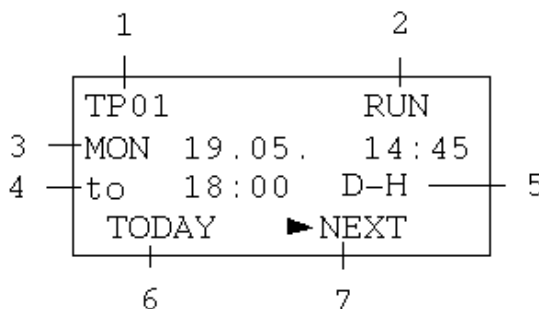 1 2
TP01 RUN
3 MON 19.05. 14:45
4 to 18:00 D-H 5
TODAY ►NEXT
6 7